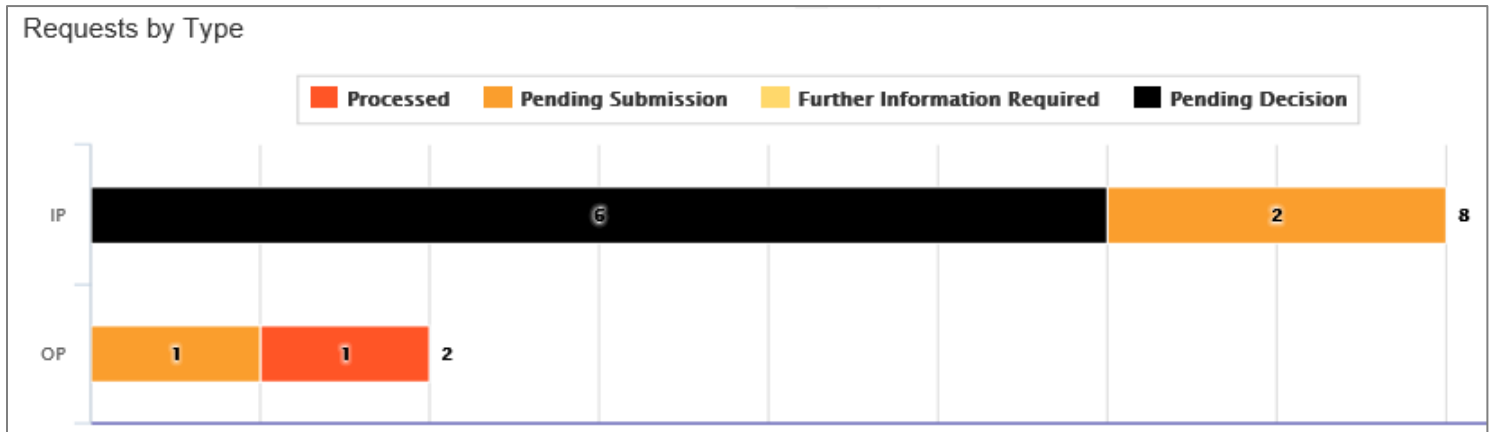 Requests by Type
Processed Pending Submission Further Information Required Pending Decision
IP 6 2 8
OP 1 1 2